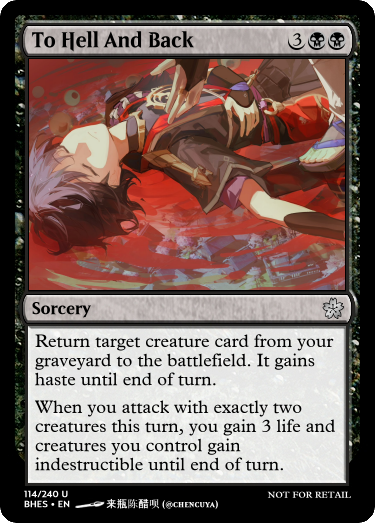 To Hell And Back 3
Sorcery
Return target creature card from your
graveyard to the battlefield. It gains
haste until end of turn.
When you attack with exactly two
creatures this turn, you gain 3 life and
creatures you control gain
indestructible until end of turn.
114/240 U
BHES • EN 来瓶陈醋呗 (@CHENCUYA)
NOT FOR RETAIL